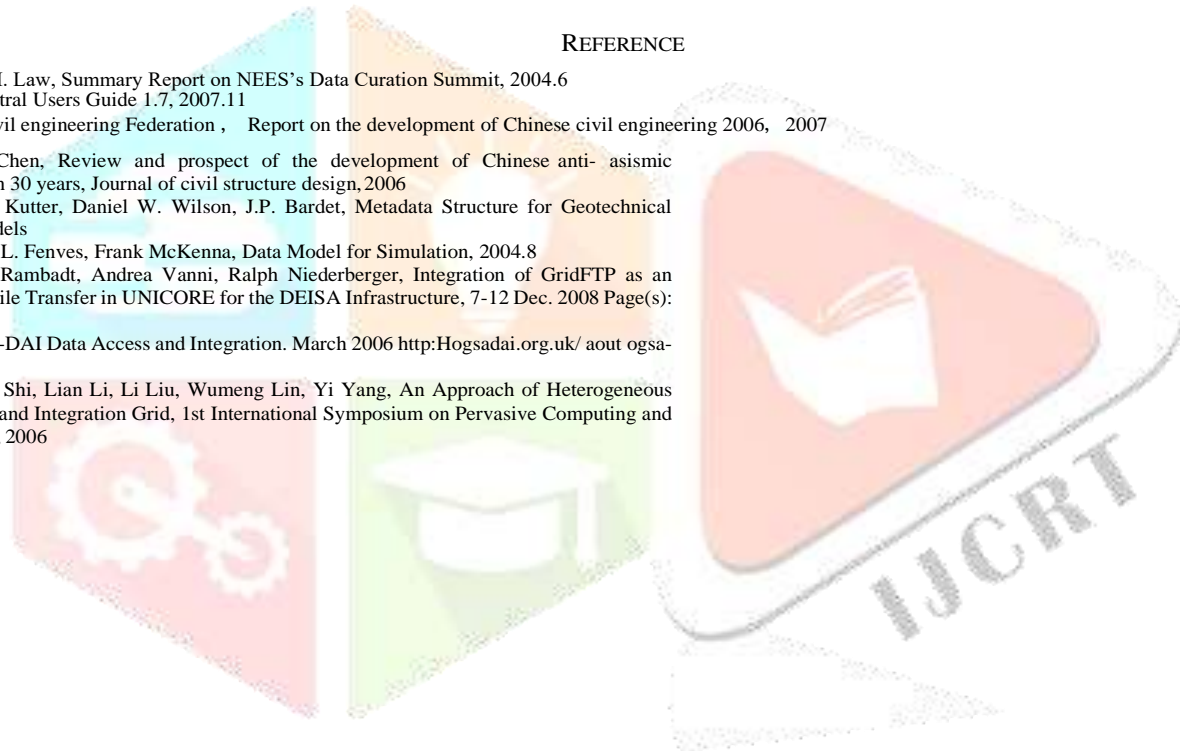 REFERENCE
I. Law, Summary Report on NEES’s Data Curation Summit, 2004.6
tral Users Guide 1.7, 2007.11
vil engineering Federation ， Report on the development of Chinese civil engineering 2006，2007
Chen, Review and prospect of the development of Chinese anti- asismic
n 30 years, Journal of civil structure design, 2006
Kutter, Daniel W. Wilson, J.P. Bardet, Metadata Structure for Geotechnical
dels
L. Fenves, Frank McKenna, Data Model for Simulation, 2004.8
Rambadt, Andrea Vanni, Ralph Niederberger, Integration of GridFTP as an
ile Transfer in UNICORE for the DEISA Infrastructure, 7-12 Dec. 2008 Page(s):
-DAI Data Access and Integration. March 2006 http:Hogsadai.org.uk/ aout ogsa-
Shi, Lian Li, Li Liu, Wumeng Lin, Yi Yang, An Approach of Heterogeneous
and Integration Grid, 1st International Symposium on Pervasive Computing and
2006
IJCRT